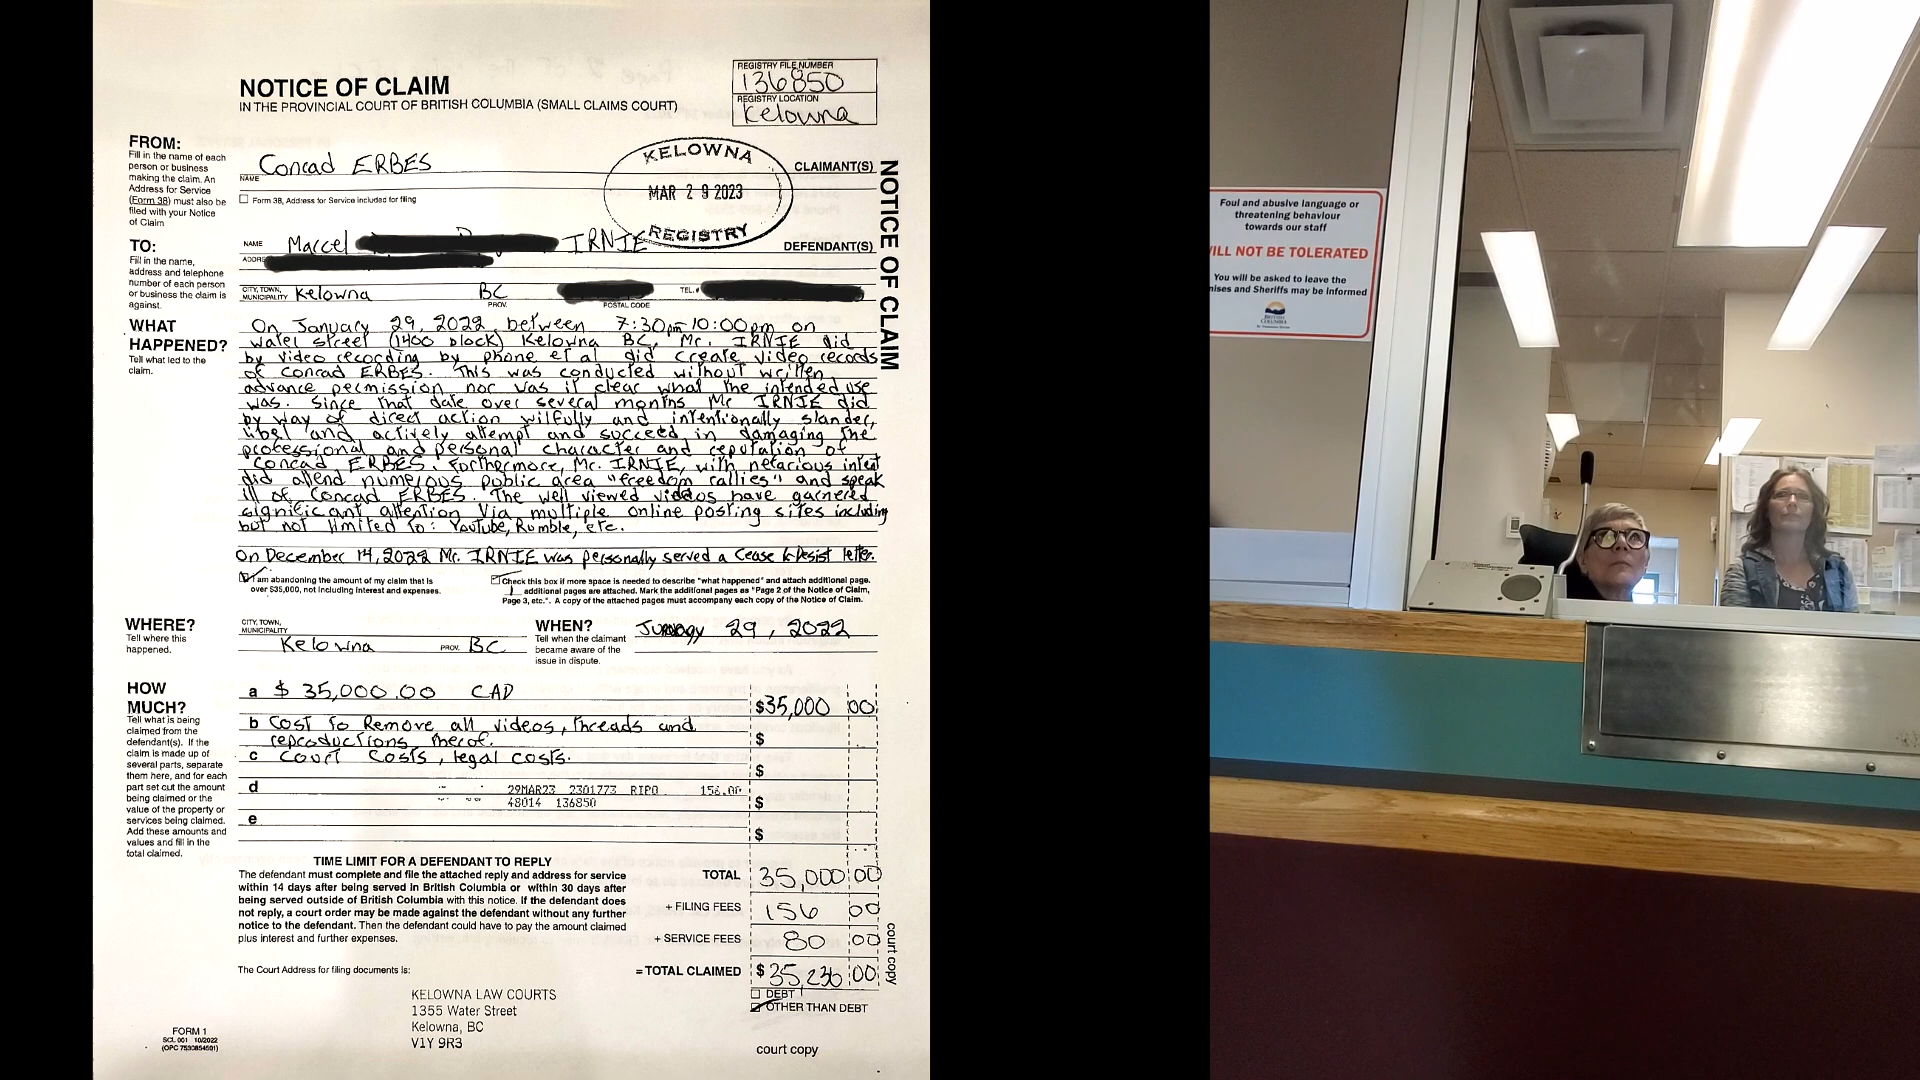 NOTICE OF CLAIM
IN THE PROVINCIAL COURT OF BRITISH COLUMBIA (SMALL CLAIMS COURT)
REGISTRY FILE NUMBER
136850
REGISTRY LOCATION
Kelowna
FROM:
Fill in the name of each
person or business
making the claim. An
Address for Service
(Form 38) must also be
filed with your Notice
of Claim
Conrad ERBES
NAME
CLAIMANT(S)
Form 38, Address for Service included for filing
KELOWNA
MAR 29 2023
REGISTRY
TO:
Fill in the name,
address and telephone
number of each person
or business the claim is
against.
NAME Marcel IRNIE DEFENDANT(S)
CITY, TOWN,
MUNICIPALITY Kelowna BC TEL.#
PROV. POSTAL CODE
WHAT
HAPPENED?
Tell what led to the
claim.
On January 29, 2022 between 7:30pm-10:00pm on
Water street (1400 block) Kelowna BC, Mr. IRNIE did
by video recording by phone et al did create video records
of Conrad ERBES. This was conducted without written
advance permission nor was it clear what the intended use
was. Since that date over several months Mr IRNIE did
by way of direct action wilfully and intentionally slander,
libel and actively attempt and succeed in damaging the
professional and personal character and reputation of
Conrad ERBES. Furthermore, Mr. IRNIE, with nefarious intent
did attend numerous public area "freedom rallies" and speak
ill of Conrad ERBES. The well viewed videos have garnered
significant attention via multiple online posting sites including
but not limited to: YouTube, Rumble, etc.
On December 14, 2022 Mr. IRNIE was personally served a Cease & Desist letter.
I am abandoning the amount of my claim that is
over $35,000, not including interest and expenses.
Check this box if more space is needed to describe "what happened" and attach additional page.
1 additional pages are attached. Mark the additional pages as "Page 2 of the Notice of Claim,
Page 3, etc.". A copy of the attached pages must accompany each copy of the Notice of Claim.
WHERE?
Tell where this
happened.
CITY, TOWN,
MUNICIPALITY
Kelowna PROV. BC
WHEN?
Tell when the claimant
became aware of the
issue in dispute.
January 29, 2022
HOW
MUCH?
Tell what is being
claimed from the
defendant(s). If the
claim is made up of
several parts, separate
them here, and for each
part set out the amount
being claimed or the
value of the property or
services being claimed.
Add these amounts and
values and fill in the
total claimed.
a $ 35,000.00 CAD $35,000 00
b Cost to Remove all videos, threads and
reproductions therof. $
c Court Costs, legal costs. $
d 29MAR23 2301773 RIPO 156.00
48014 136850 $
e $
TIME LIMIT FOR A DEFENDANT TO REPLY
The defendant must complete and file the attached reply and address for service
within 14 days after being served in British Columbia or within 30 days after
being served outside of British Columbia with this notice. If the defendant does
not reply, a court order may be made against the defendant without any further
notice to the defendant. Then the defendant could have to pay the amount claimed
plus interest and further expenses.
TOTAL 35,000 00
+ FILING FEES 156 00
+ SERVICE FEES 80 00
= TOTAL CLAIMED $ 35,236 00
DEBT
OTHER THAN DEBT
The Court Address for filing documents is:
KELOWNA LAW COURTS
1355 Water Street
Kelowna, BC
V1Y 9R3
FORM 1
SCL 001 10/2022
(OPC 7530854501)
court copy
NOTICE OF CLAIM
court copy
Foul and abusive language or
threatening behaviour
towards our staff
ILL NOT BE TOLERATED
You will be asked to leave the
mises and Sheriffs may be informed
BRITISH
COLUMBIA